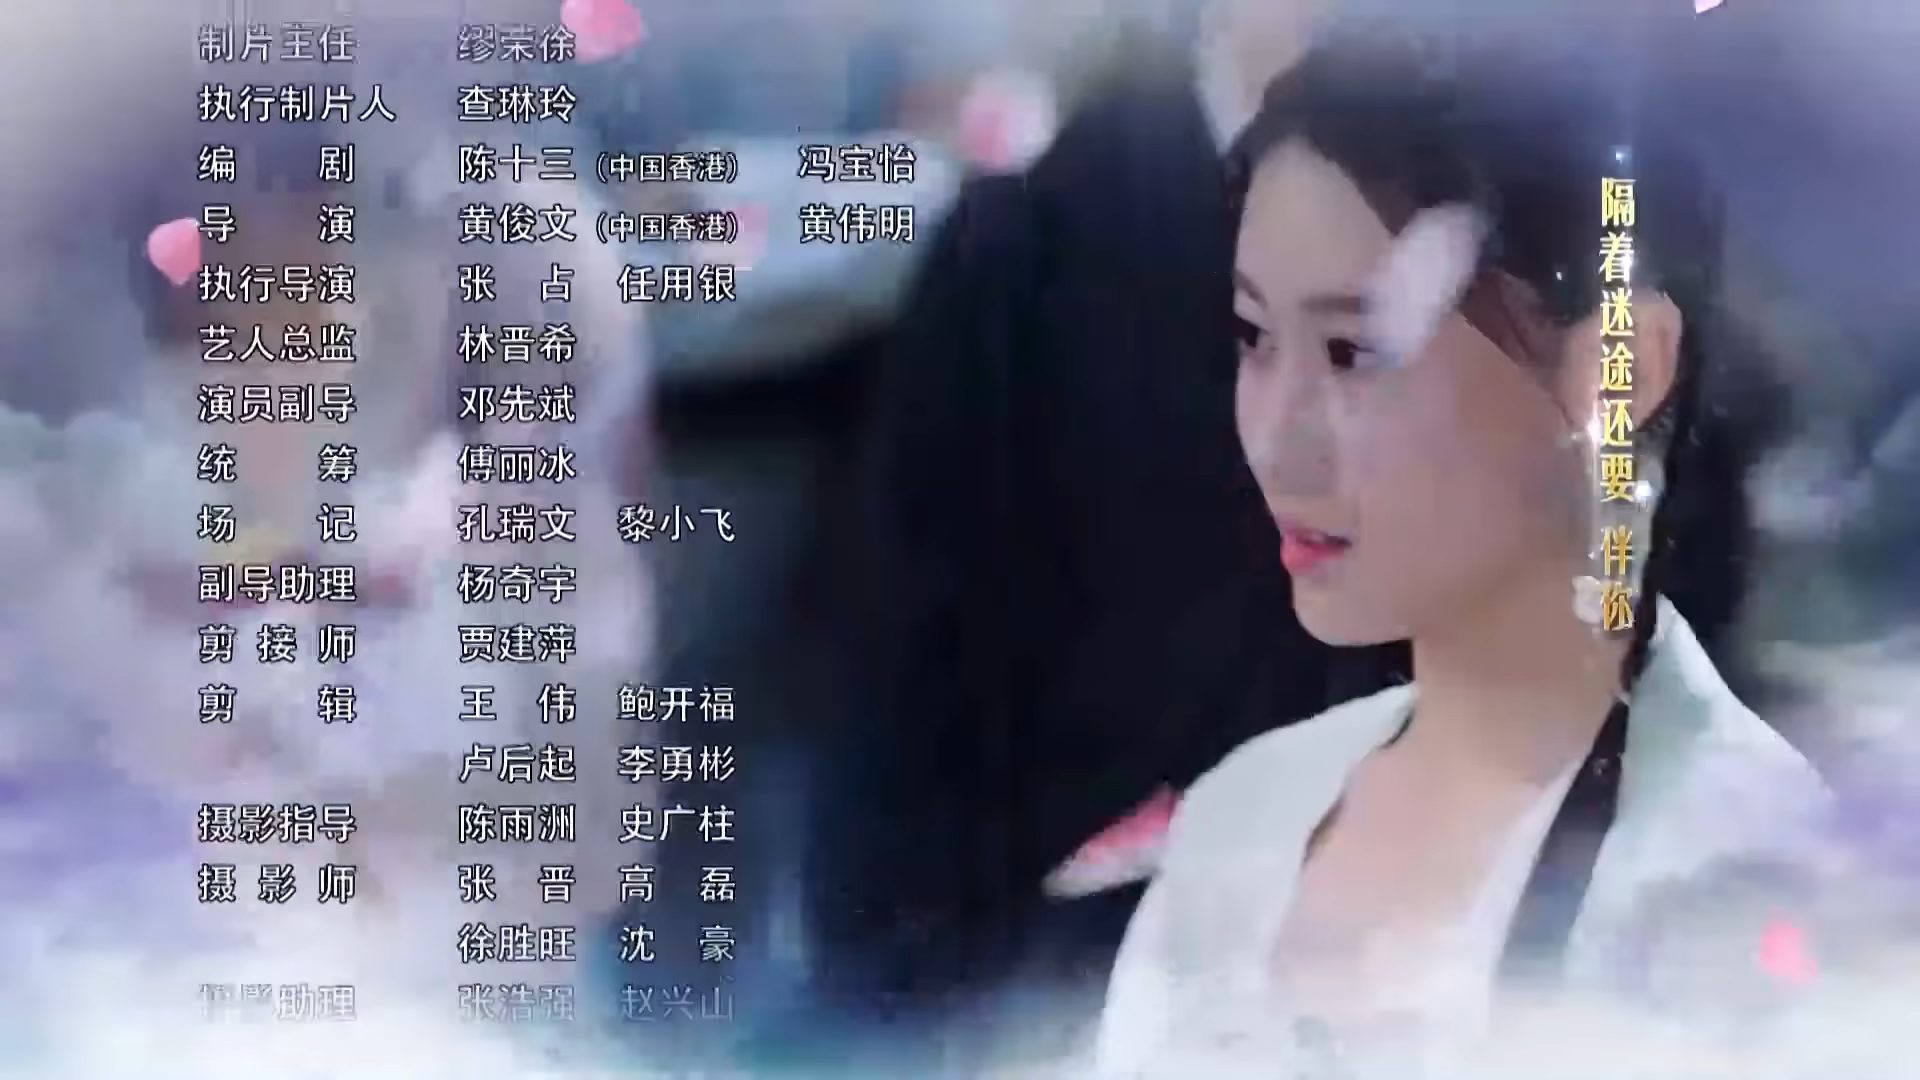 制片主任 缪荣徐
执行制片人 查琳玲
编剧 陈十三(中国香港) 冯宝怡
导演 黄俊文(中国香港) 黄伟明
执行导演 张占 任用银
艺人总监 林晋希
演员副导 邓先斌
统筹 傅丽冰
场记 孔瑞文 黎小飞
副导助理 杨奇宇
剪接师 贾建萍
剪辑 王伟 鲍开福
卢后起 李勇彬
摄影指导 陈雨洲 史广柱
摄影师 张晋 高磊
徐胜旺 沈豪
摄影助理 张浩强 赵兴山
隔着迷途还要 伴你